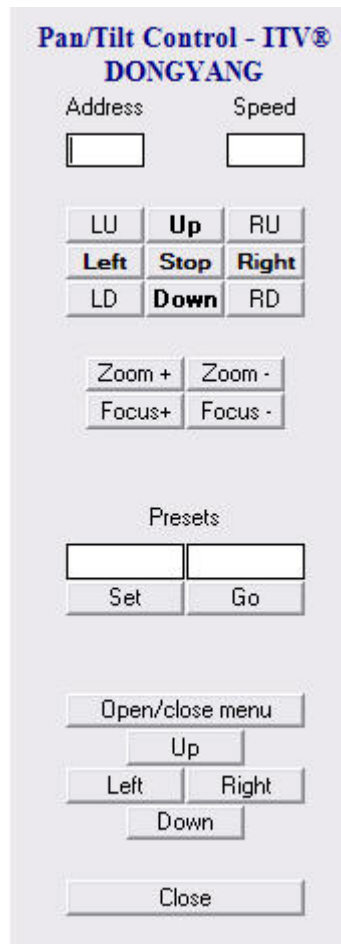 Pan/Tilt Control - ITV®
DONGYANG
Address Speed
LU Up RU
Left Stop Right
LD Down RD
Zoom + Zoom -
Focus+ Focus -
Presets
Set Go
Open/close menu
Up
Left Right
Down
Close